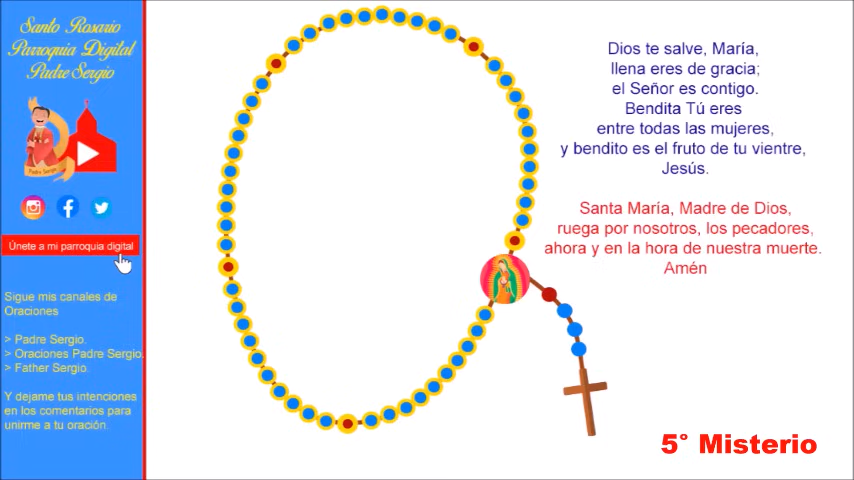 Santo Rosario
Parroquia Digital
Padre Sergio
Padre Sergio
Únete a mi parroquia digital
Sigue mis canales de
Oraciones
> Padre Sergio.
> Oraciones Padre Sergio.
> Father Sergio.
Y dejame tus intenciones
en los comentarios para
unirme a tu oración.
Dios te salve, María,
llena eres de gracia;
el Señor es contigo.
Bendita Tú eres
entre todas las mujeres,
y bendito es el fruto de tu vientre,
Jesús.
Santa María, Madre de Dios,
ruega por nosotros, los pecadores,
ahora y en la hora de nuestra muerte.
Amén
5° Misterio